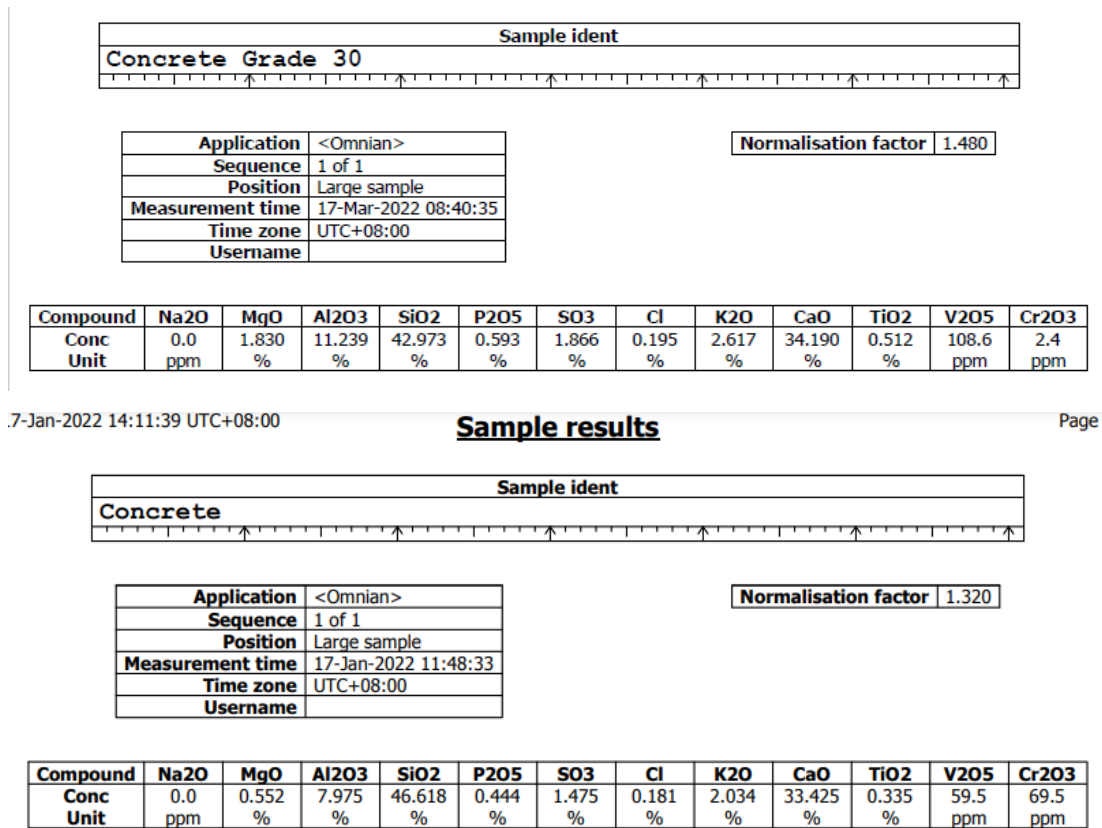 Sample ident
Concrete Grade 30
Application <Omnian> Normalisation factor 1.480
Sequence 1 of 1
Position Large sample
Measurement time 17-Mar-2022 08:40:35
Time zone UTC+08:00
Username
Compound Na2O MgO Al2O3 SiO2 P2O5 SO3 Cl K2O CaO TiO2 V2O5 Cr2O3
Conc 0.0 1.830 11.239 42.973 0.593 1.866 0.195 2.617 34.190 0.512 108.6 2.4
Unit ppm % % % % % % % % % ppm ppm
7-Jan-2022 14:11:39 UTC+08:00 Sample results Page
Sample ident
Concrete
Application <Omnian> Normalisation factor 1.320
Sequence 1 of 1
Position Large sample
Measurement time 17-Jan-2022 11:48:33
Time zone UTC+08:00
Username
Compound Na2O MgO Al2O3 SiO2 P2O5 SO3 Cl K2O CaO TiO2 V2O5 Cr2O3
Conc 0.0 0.552 7.975 46.618 0.444 1.475 0.181 2.034 33.425 0.335 59.5 69.5
Unit ppm % % % % % % % % % ppm ppm